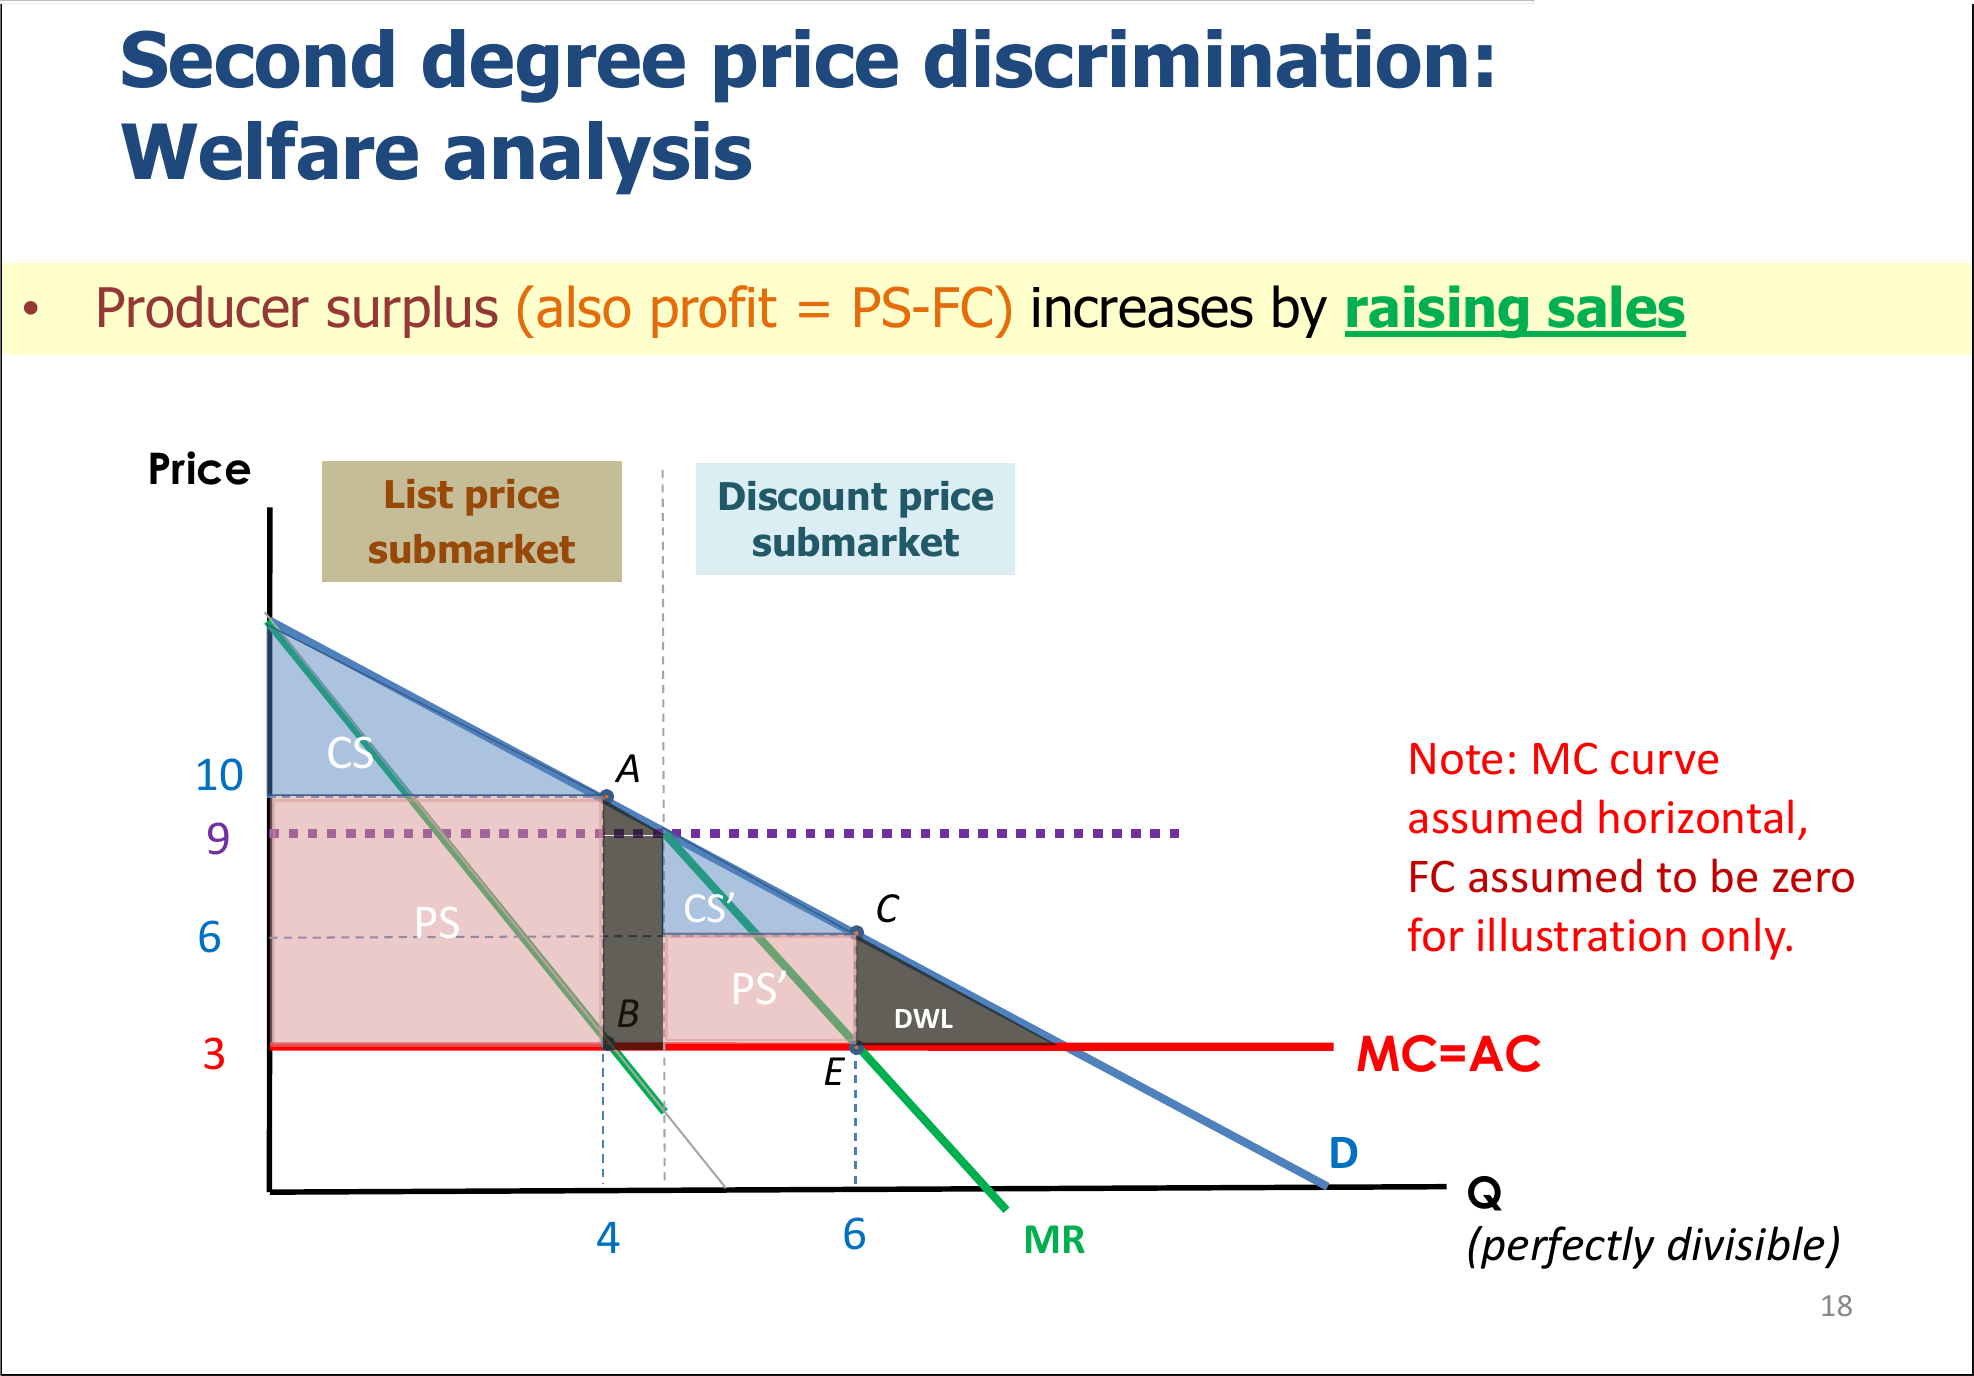 Second degree price discrimination:
Welfare analysis
• Producer surplus (also profit = PS-FC) increases by raising sales
Price
List price
submarket
Discount price
submarket
CS
A
10
9
CS’
C
PS
6
PS’
B
DWL
3
E
MC=AC
Note: MC curve
assumed horizontal,
FC assumed to be zero
for illustration only.
D
Q
4
6
MR
(perfectly divisible)
18